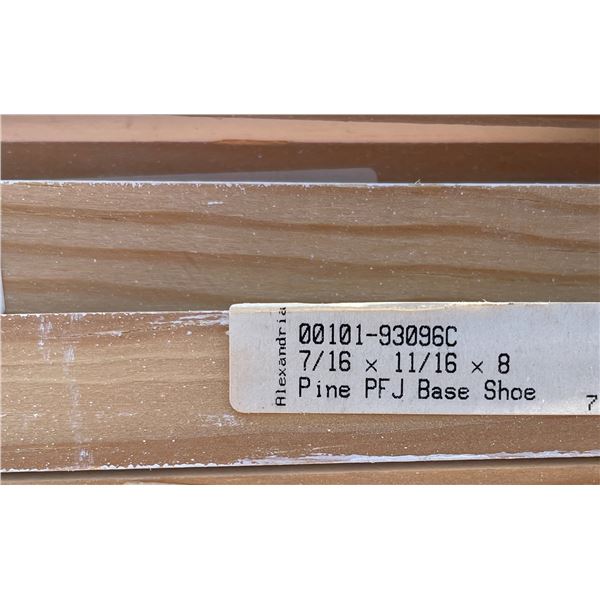 Alexandria
00101-93096C
7/16 x 11/16 x 8
Pine PFJ Base Shoe
7